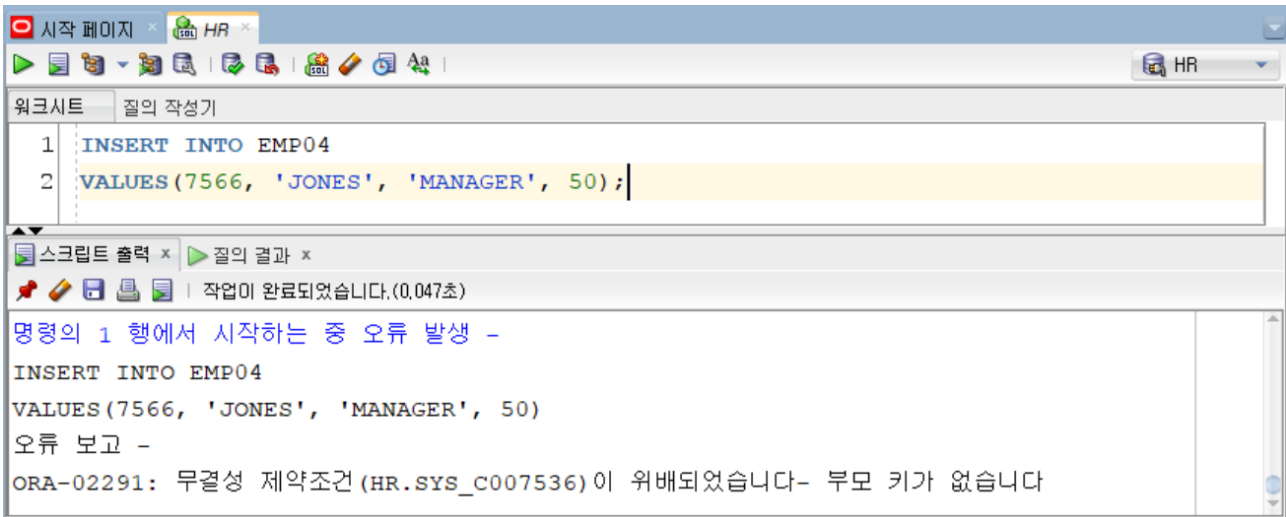 시작 페이지 × HR ×
HR
워크시트 질의 작성기
1 INSERT INTO EMP04
2 VALUES(7566, 'JONES', 'MANAGER', 50);
스크립트 출력 × 질의 결과 ×
작업이 완료되었습니다.(0,047초)
명령의 1 행에서 시작하는 중 오류 발생 -
INSERT INTO EMP04
VALUES(7566, 'JONES', 'MANAGER', 50)
오류 보고 -
ORA-02291: 무결성 제약조건(HR.SYS_C007536)이 위배되었습니다- 부모 키가 없습니다